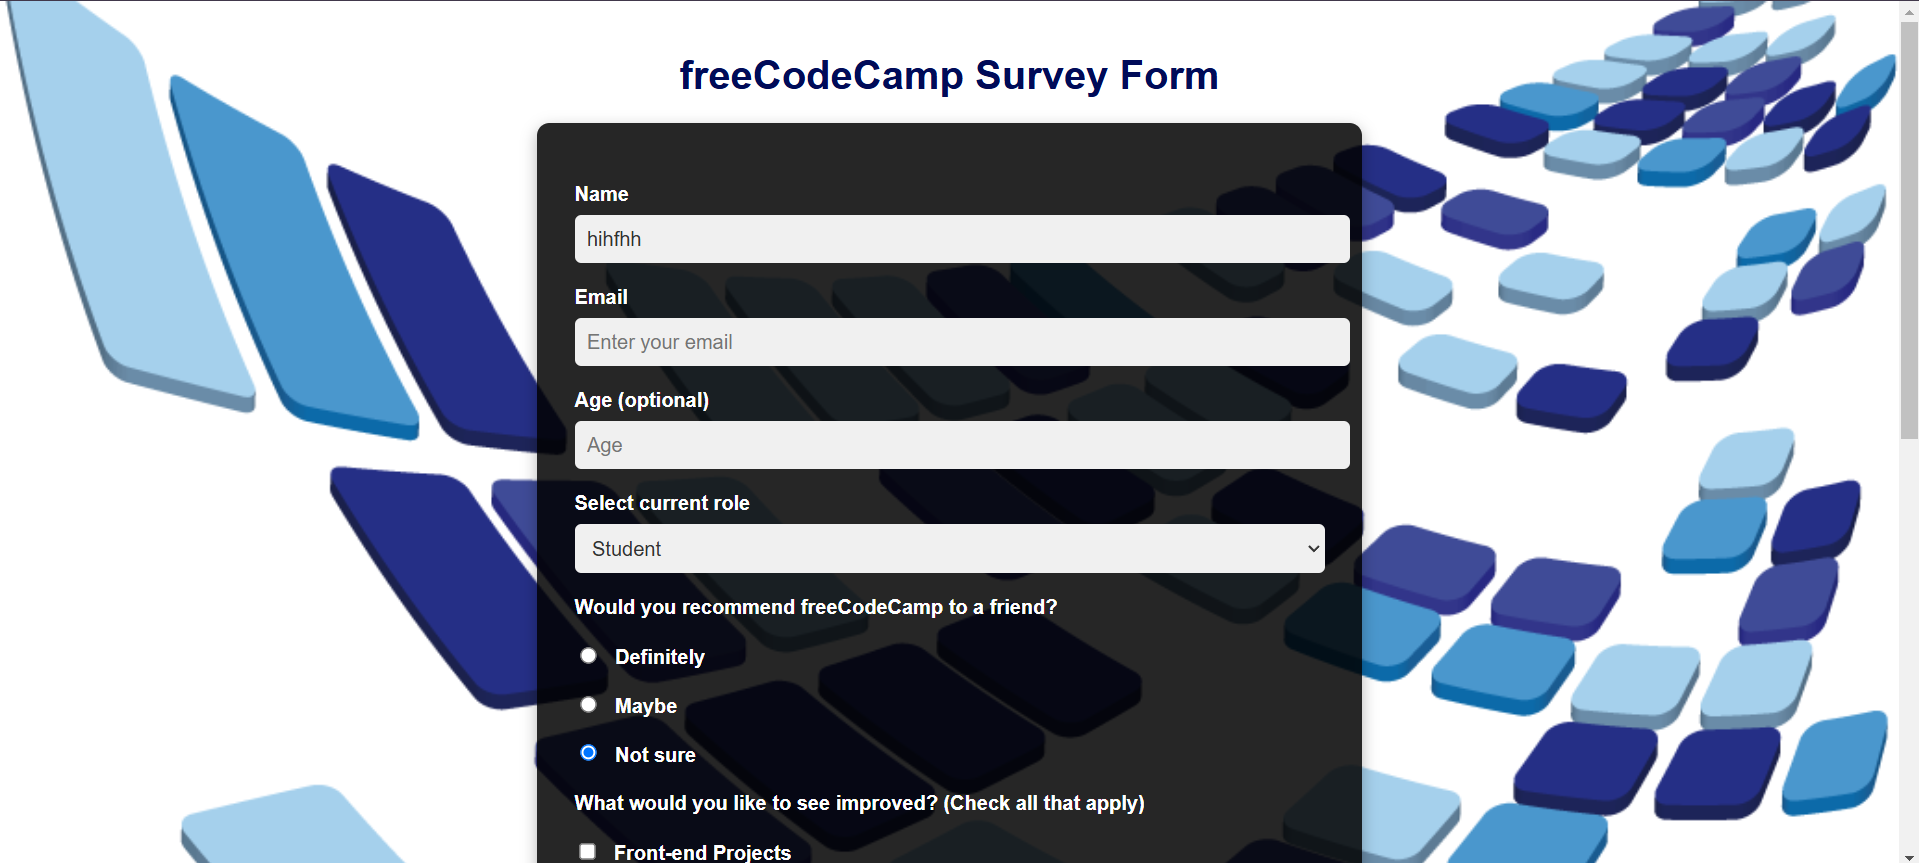 freeCodeCamp Survey Form
Name
hihfhh
Email
Enter your email
Age (optional)
Age
Select current role
Student
Would you recommend freeCodeCamp to a friend?
Definitely
Maybe
Not sure
What would you like to see improved? (Check all that apply)
Front-end Projects